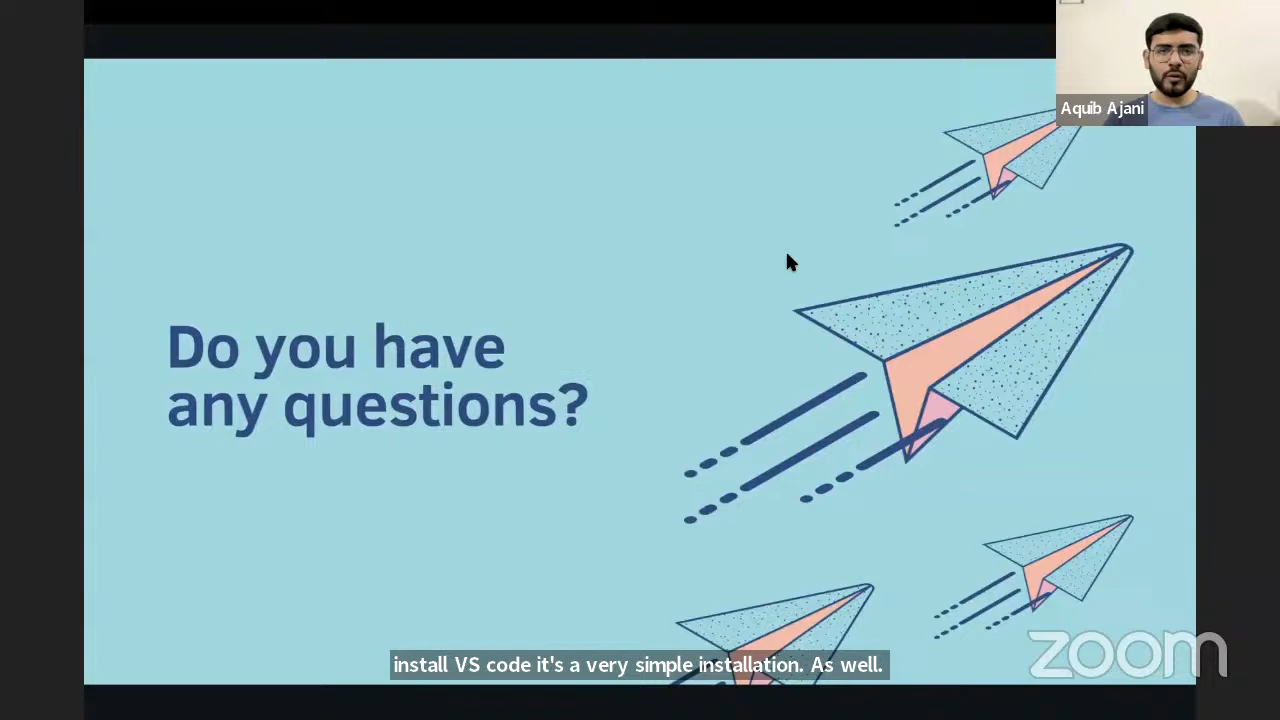 Aquib Ajani
Do you have
any questions?
install VS code it's a very simple installation. As well.
zoom